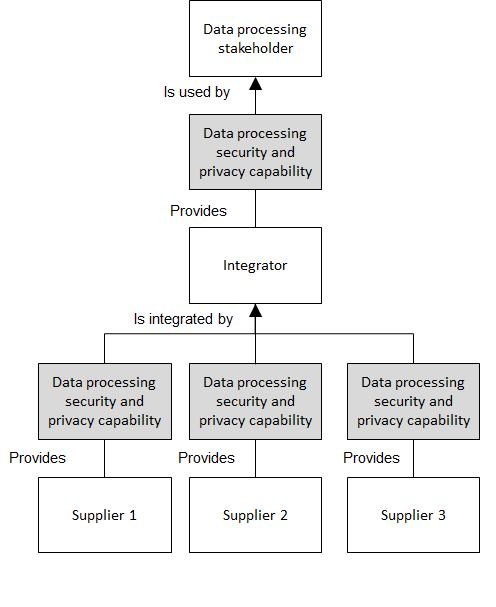 Data processing
stakeholder
Is used by
Data processing
security and
privacy capability
Provides
Integrator
Is integrated by
Data processing
security and
privacy capability
Data processing
security and
privacy capability
Data processing
security and
privacy capability
Provides
Provides
Provides
Supplier 1
Supplier 2
Supplier 3